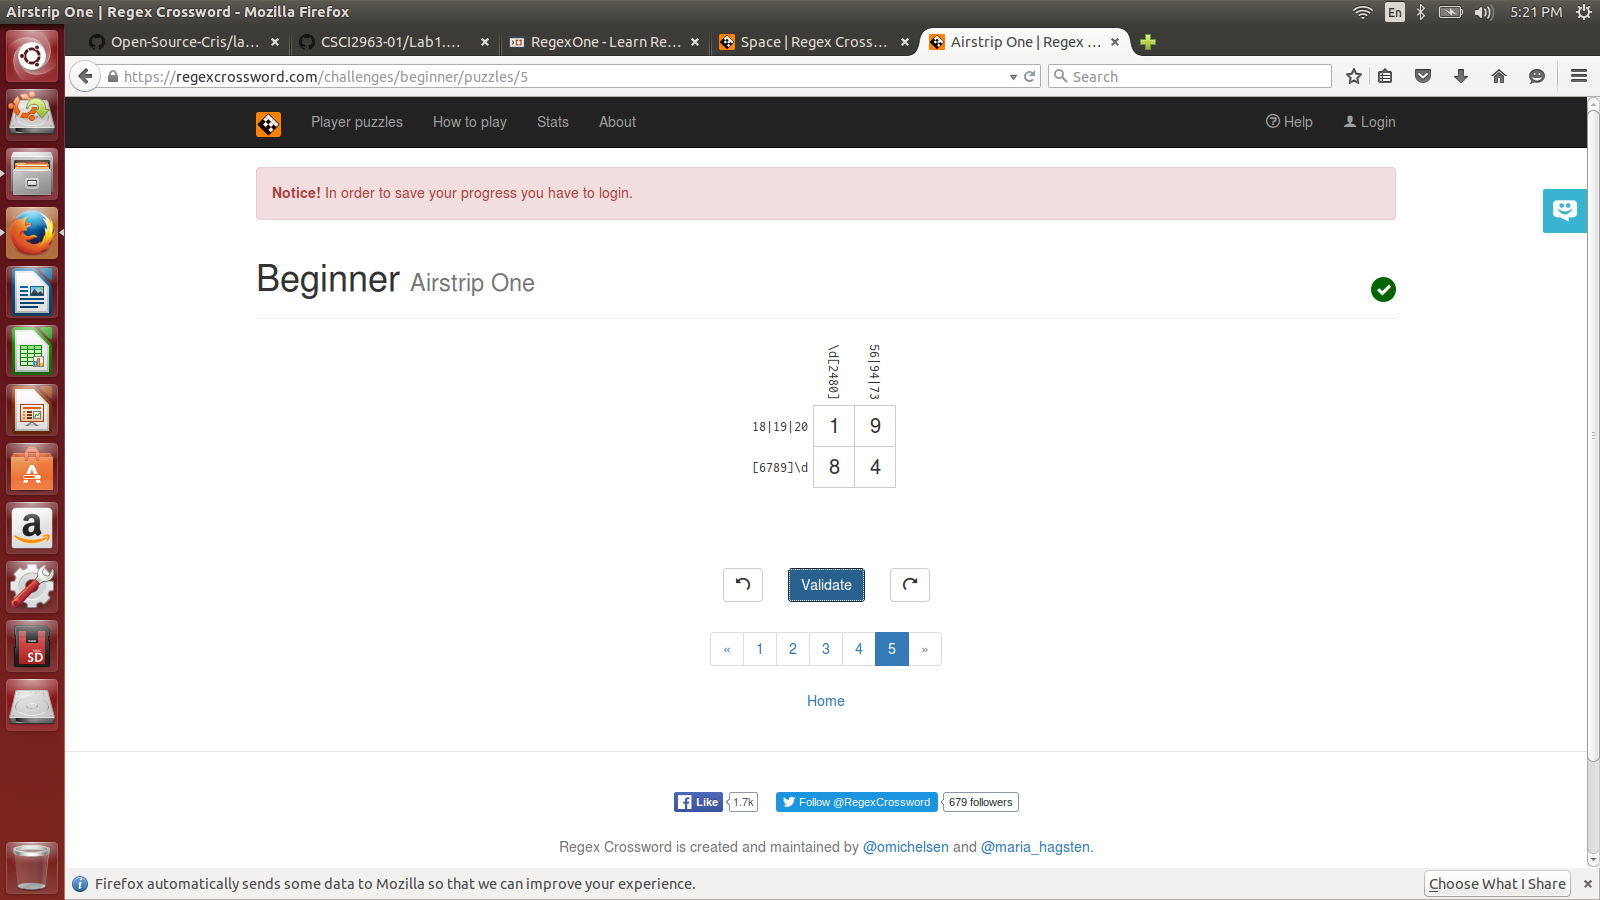 Airstrip One | Regex Crossword - Mozilla Firefox
En
5:21 PM
Open-Source-Cris/la... ×
CSCI2963-01/Lab1.... ×
RegexOne - Learn Re... ×
Space | Regex Cross... ×
Airstrip One | Regex ... ×
https://regexcrossword.com/challenges/beginner/puzzles/5
Search
Player puzzles
How to play
Stats
About
Help
Login
Notice! In order to save your progress you have to login.
Beginner Airstrip One
\d[2480]
56|94|73
18|19|20 1 9
[6789]\d 8 4
Validate
« 1 2 3 4 5 »
Home
Like 1.7k
Follow @RegexCrossword 679 followers
Regex Crossword is created and maintained by @omichelsen and @maria_hagsten.
Firefox automatically sends some data to Mozilla so that we can improve your experience.
Choose What I Share ×
a
SD